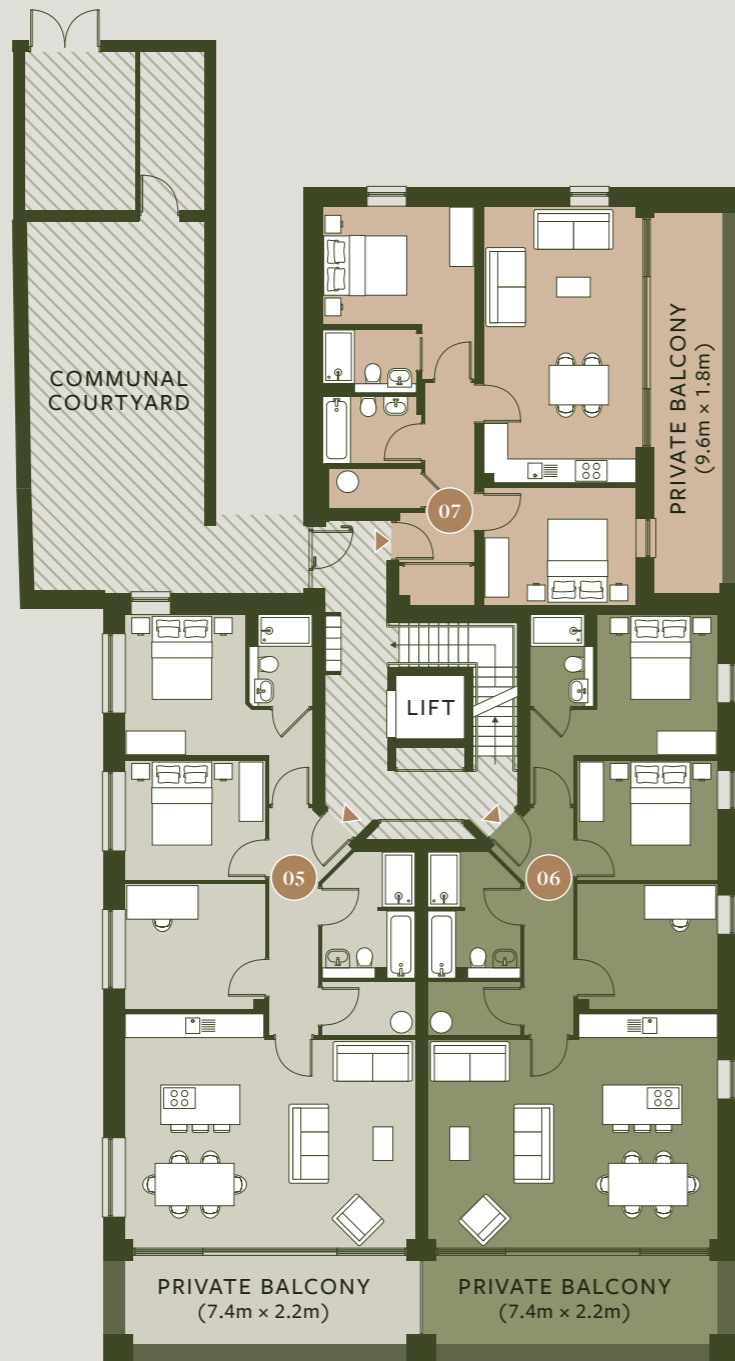 COMMUNAL
COURTYARD
PRIVATE BALCONY
(9.6m × 1.8m)
07
LIFT
05
06
PRIVATE BALCONY
(7.4m × 2.2m)
PRIVATE BALCONY
(7.4m × 2.2m)